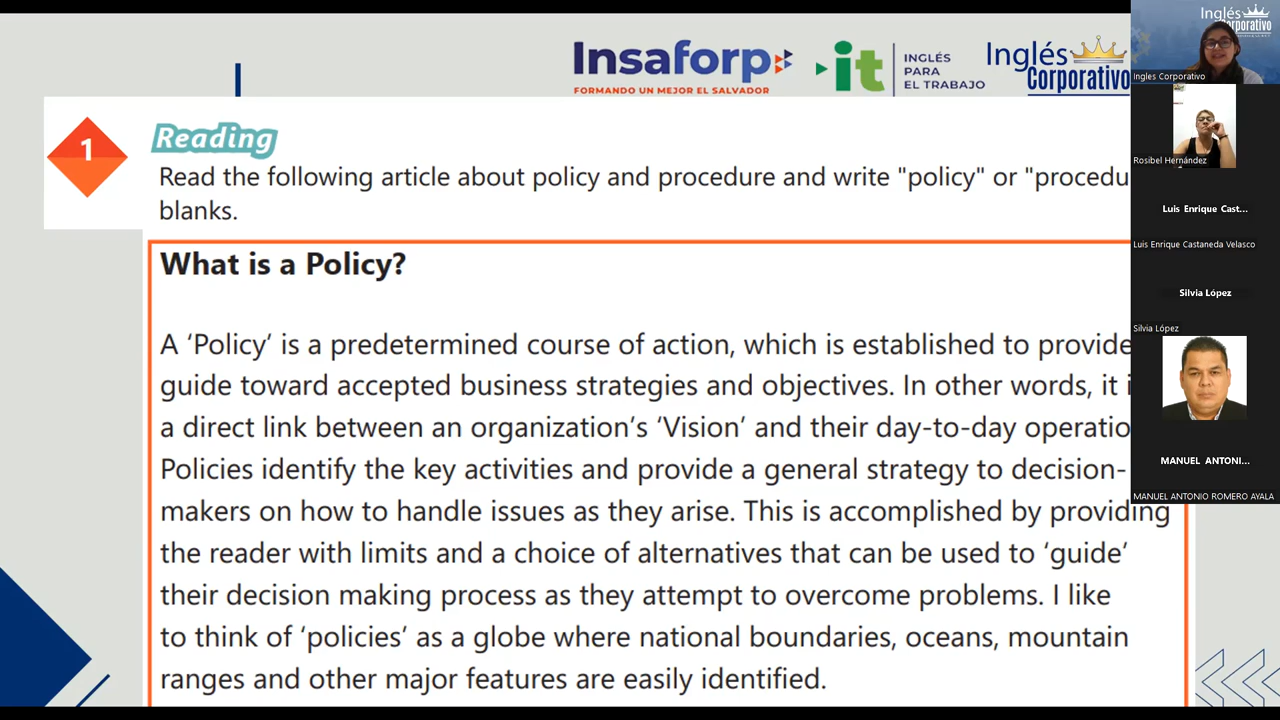 Insaforp
FORMANDO UN MEJOR EL SALVADOR
it
INGLÉS
PARA
EL TRABAJO
Inglés
Corporativo
Inglés
Corporativo
Ingles Corporativo
Rosibel Hernández
Luis Enrique Cast...
Luis Enrique Castaneda Velasco
Silvia López
Silvia López
MANUEL ANTONI...
MANUEL ANTONIO ROMERO AYALA
1
Reading
Read the following article about policy and procedure and write "policy" or "procedu
blanks.
What is a Policy?
A ‘Policy’ is a predetermined course of action, which is established to provide
guide toward accepted business strategies and objectives. In other words, it i
a direct link between an organization’s ‘Vision’ and their day-to-day operatio
Policies identify the key activities and provide a general strategy to decision-
makers on how to handle issues as they arise. This is accomplished by providing
the reader with limits and a choice of alternatives that can be used to ‘guide’
their decision making process as they attempt to overcome problems. I like
to think of ‘policies’ as a globe where national boundaries, oceans, mountain
ranges and other major features are easily identified.